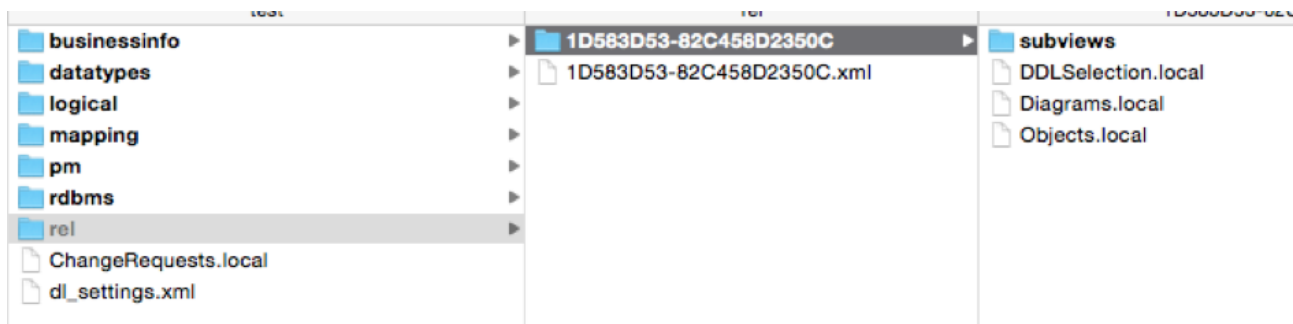 test
rel
businessinfo
datatypes
logical
mapping
pm
rdbms
rel
ChangeRequests.local
dl_settings.xml
1D583D53-82C458D2350C
1D583D53-82C458D2350C.xml
subviews
DDLSelection.local
Diagrams.local
Objects.local